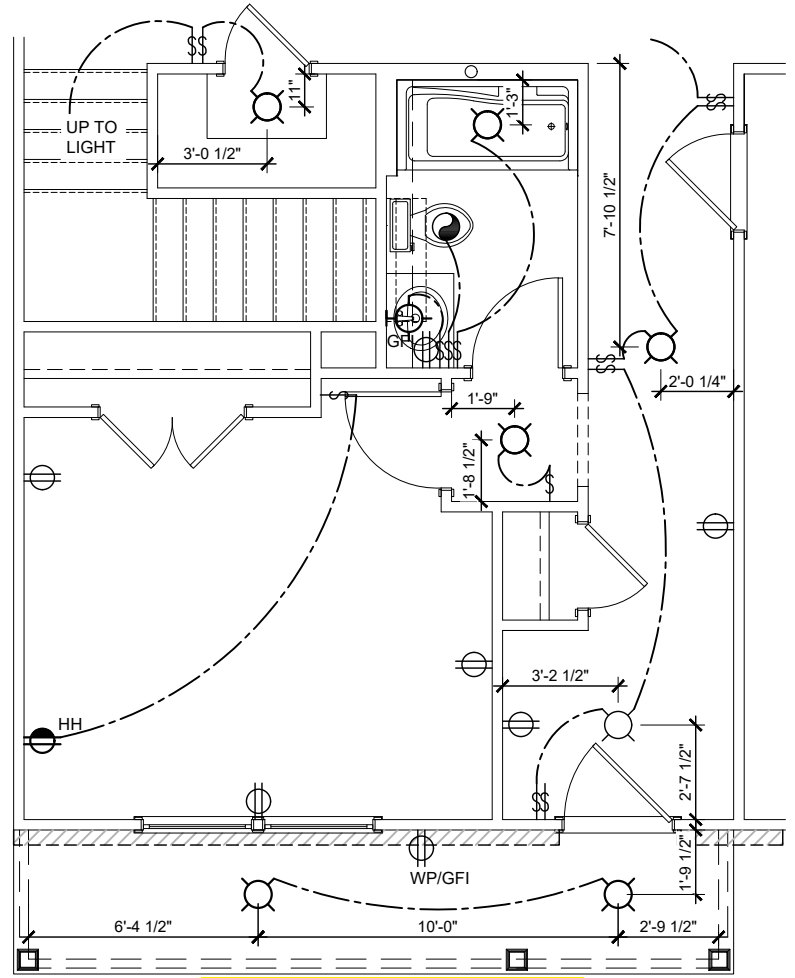 11"
UP TO
LIGHT
3'-0 1/2"
1'-3"
7'-10 1/2"
GFI
2'-0 1/4"
1'-9"
1'-8 1/2"
3'-2 1/2"
HH
2'-7 1/2"
1'-9 1/2"
WP/GFI
6'-4 1/2"
10'-0"
2'-9 1/2"